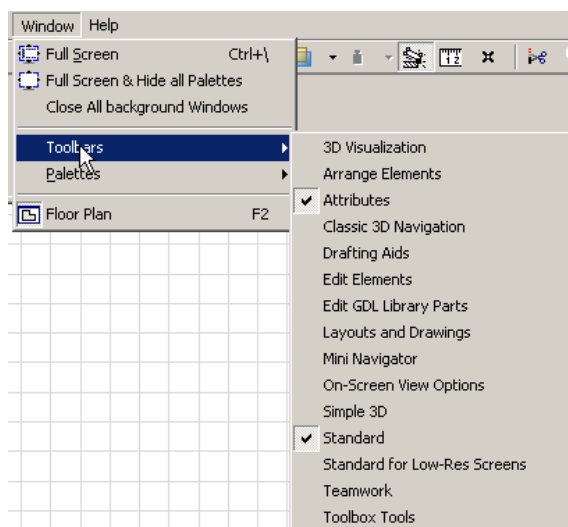 Window Help
Full Screen Ctrl+\
Full Screen & Hide all Palettes
Close All background Windows
Toolbars
Palettes
Floor Plan F2
3D Visualization
Arrange Elements
Attributes
Classic 3D Navigation
Drafting Aids
Edit Elements
Edit GDL Library Parts
Layouts and Drawings
Mini Navigator
On-Screen View Options
Simple 3D
Standard
Standard for Low-Res Screens
Teamwork
Toolbox Tools